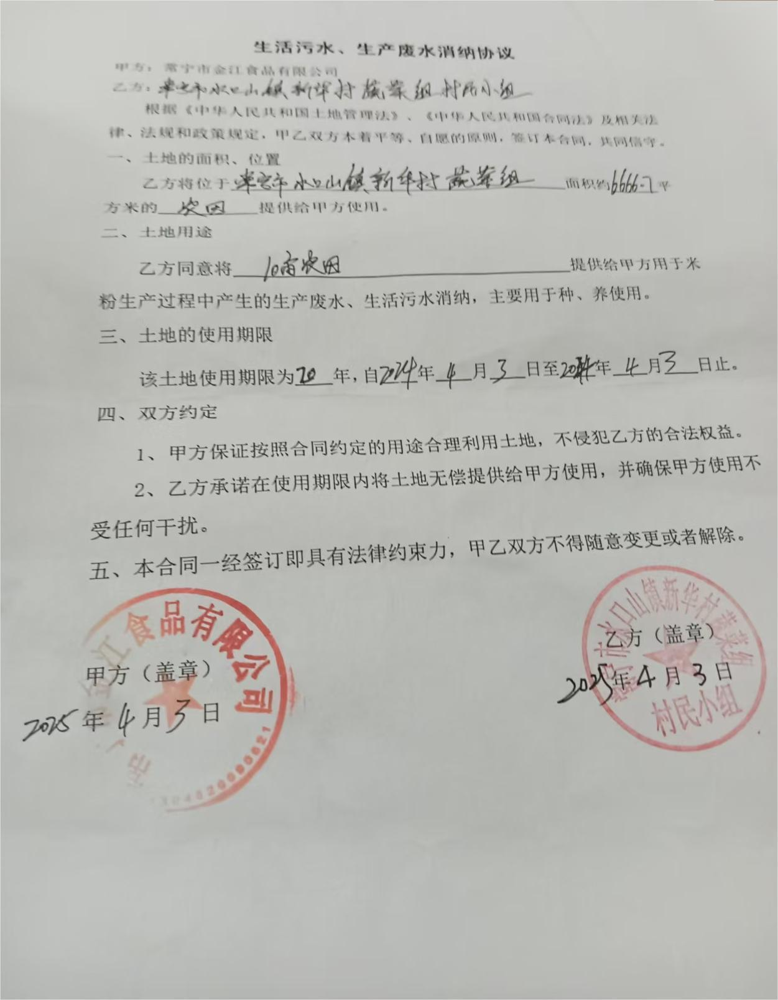 生活污水、生产废水消纳协议
甲方：常宁市金江食品有限公司
乙方：常宁市水口山镇新华村蔬菜组村民小组
根据《中华人民共和国土地管理法》、《中华人民共和国合同法》及相关法
律、法规和政策规定，甲乙双方本着平等、自愿的原则，签订本合同，共同信守。
一、土地的面积、位置
乙方将位于常宁市水口山镇新华村蔬菜组面积约6666.7平
方米的农田提供给甲方使用。
二、土地用途
乙方同意将10亩农田提供给甲方用于米
粉生产过程中产生的生产废水、生活污水消纳，主要用于种、养使用。
三、土地的使用期限
该土地使用期限为20年，自2024年4月3日至年4月3日止。
四、双方约定
1、甲方保证按照合同约定的用途合理利用土地，不侵犯乙方的合法权益。
2、乙方承诺在使用期限内将土地无偿提供给甲方使用，并确保甲方使用不
受任何干扰。
五、本合同一经签订即具有法律约束力，甲乙双方不得随意变更或者解除。
金江食品有限公司
甲方（盖章）
2025年4月3日
常宁市水口山镇新华村蔬菜组
乙方（盖章）
2025年4月3日
村民小组